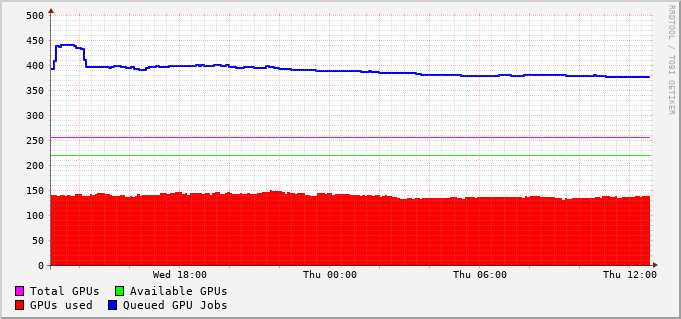 500
450
400
350
300
250
200
150
100
50
0
Wed 18:00 Thu 00:00 Thu 06:00 Thu 12:00
Total GPUs Available GPUs
GPUs used Queued GPU Jobs
RRDTOOL / TOBI OETIKER